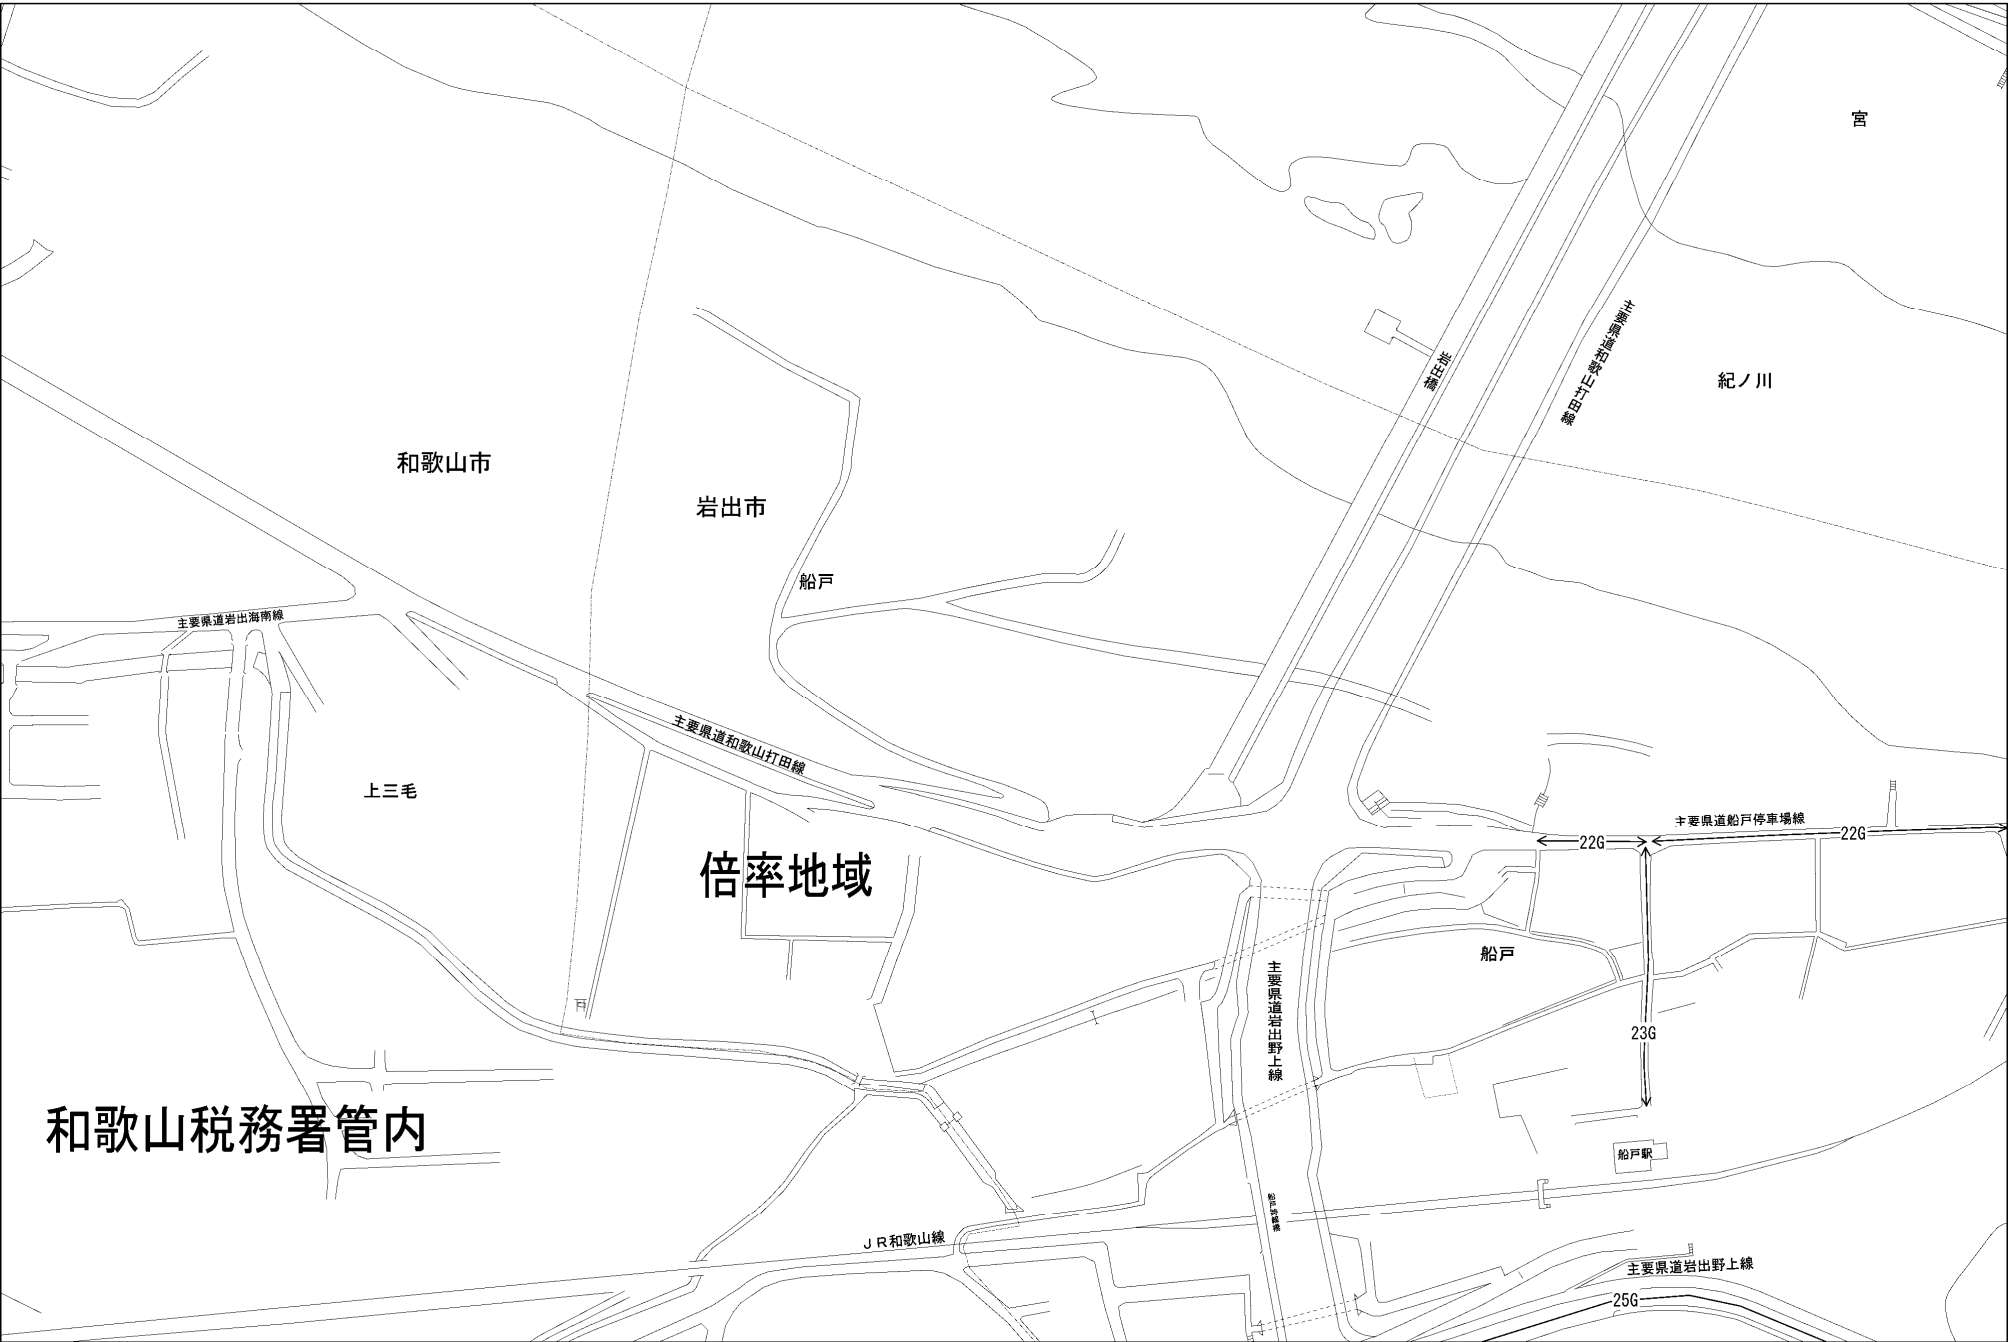 宮
主要県道和歌山打田線
岩出橋
紀ノ川
和歌山市
岩出市
船戸
主要県道岩出海南線
主要県道和歌山打田線
上三毛
主要県道船戸停車場線
22G
22G
倍率地域
船戸
主要県道岩出野上線
23G
和歌山税務署管内
船戸駅
JR和歌山線
主要県道岩出野上線
25G